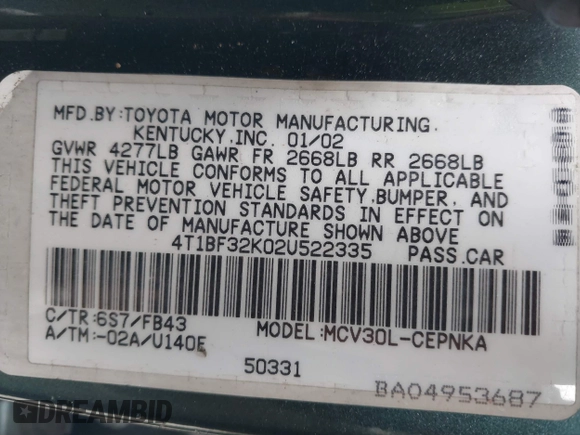 MFD.BY:TOYOTA MOTOR MANUFACTURING.
KENTUCKY,INC. 01/02
GVWR 4277LB GAWR FR 2668LB RR 2668LB
THIS VEHICLE CONFORMS TO ALL APPLICABLE
FEDERAL MOTOR VEHICLE SAFETY,BUMPER, AND
THEFT PREVENTION STANDARDS IN EFFECT ON
THE DATE OF MANUFACTURE SHOWN ABOVE
4T1BF32K02U522335 PASS.CAR
C/TR:6S7/FB43 MODEL:MCV30L-CEPNKA
A/TM:-02A/U140E
50331
BA04953687
DREAMBID